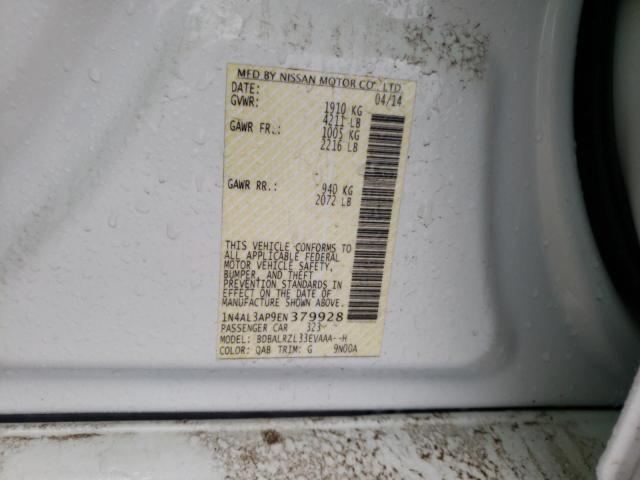 MFD BY NISSAN MOTOR CO., LTD.
DATE: 04/14
GVWR: 1910 KG
4211 LB
GAWR FR.: 1005 KG
2216 LB
GAWR RR.: 940 KG
2072 LB
THIS VEHICLE CONFORMS TO
ALL APPLICABLE FEDERAL
MOTOR VEHICLE SAFETY,
BUMPER, AND THEFT
PREVENTION STANDARDS IN
EFFECT ON THE DATE OF
MANUFACTURE SHOWN ABOVE.
1N4AL3AP9EN379928
PASSENGER CAR 323
MODEL: BDBALRZL33EVAAA--H
COLOR: QAB TRIM: G 9N00A